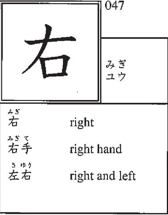 047
右
みぎ
ユウ
みぎ
右 right
みぎ て
右手 right hand
さ ゆう
左右 right and left